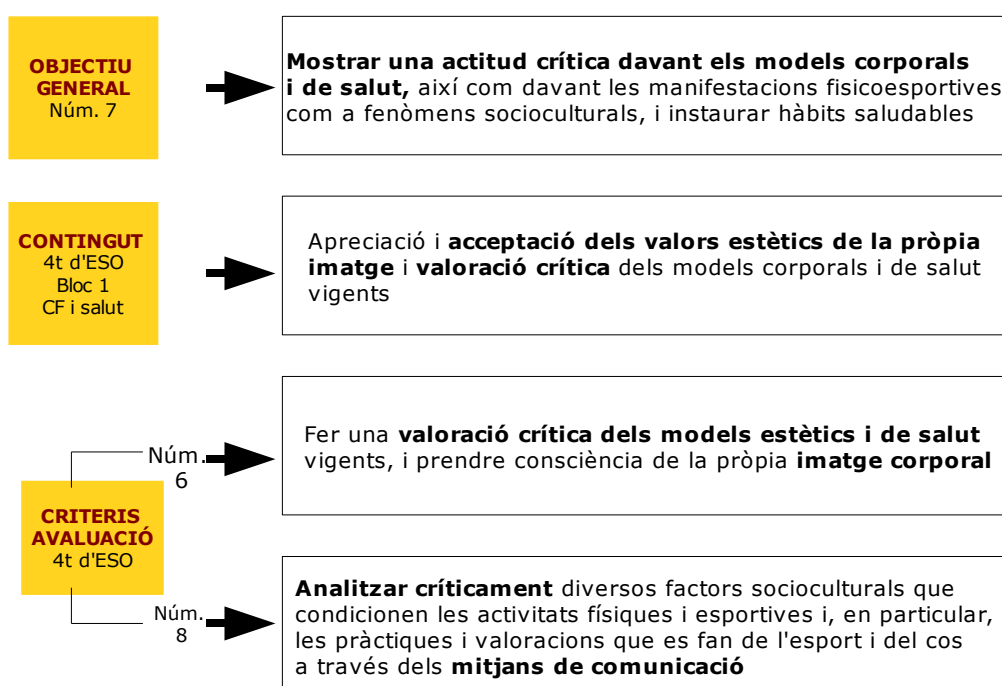 OBJECTIU
GENERAL
Núm. 7
Mostrar una actitud crítica davant els models corporals
i de salut, així com davant les manifestacions fisicoesportives
com a fenòmens socioculturals, i instaurar hàbits saludables
CONTINGUT
4t d'ESO
Bloc 1
CF i salut
Apreciació i acceptació dels valors estètics de la pròpia
imatge i valoració crítica dels models corporals i de salut
vigents
CRITERIS
AVALUACIÓ
4t d'ESO
Núm.
6
Fer una valoració crítica dels models estètics i de salut
vigents, i prendre consciència de la pròpia imatge corporal
Núm.
8
Analitzar críticament diversos factors socioculturals que
condicionen les activitats físiques i esportives i, en particular,
les pràctiques i valoracions que es fan de l'esport i del cos
a través dels mitjans de comunicació